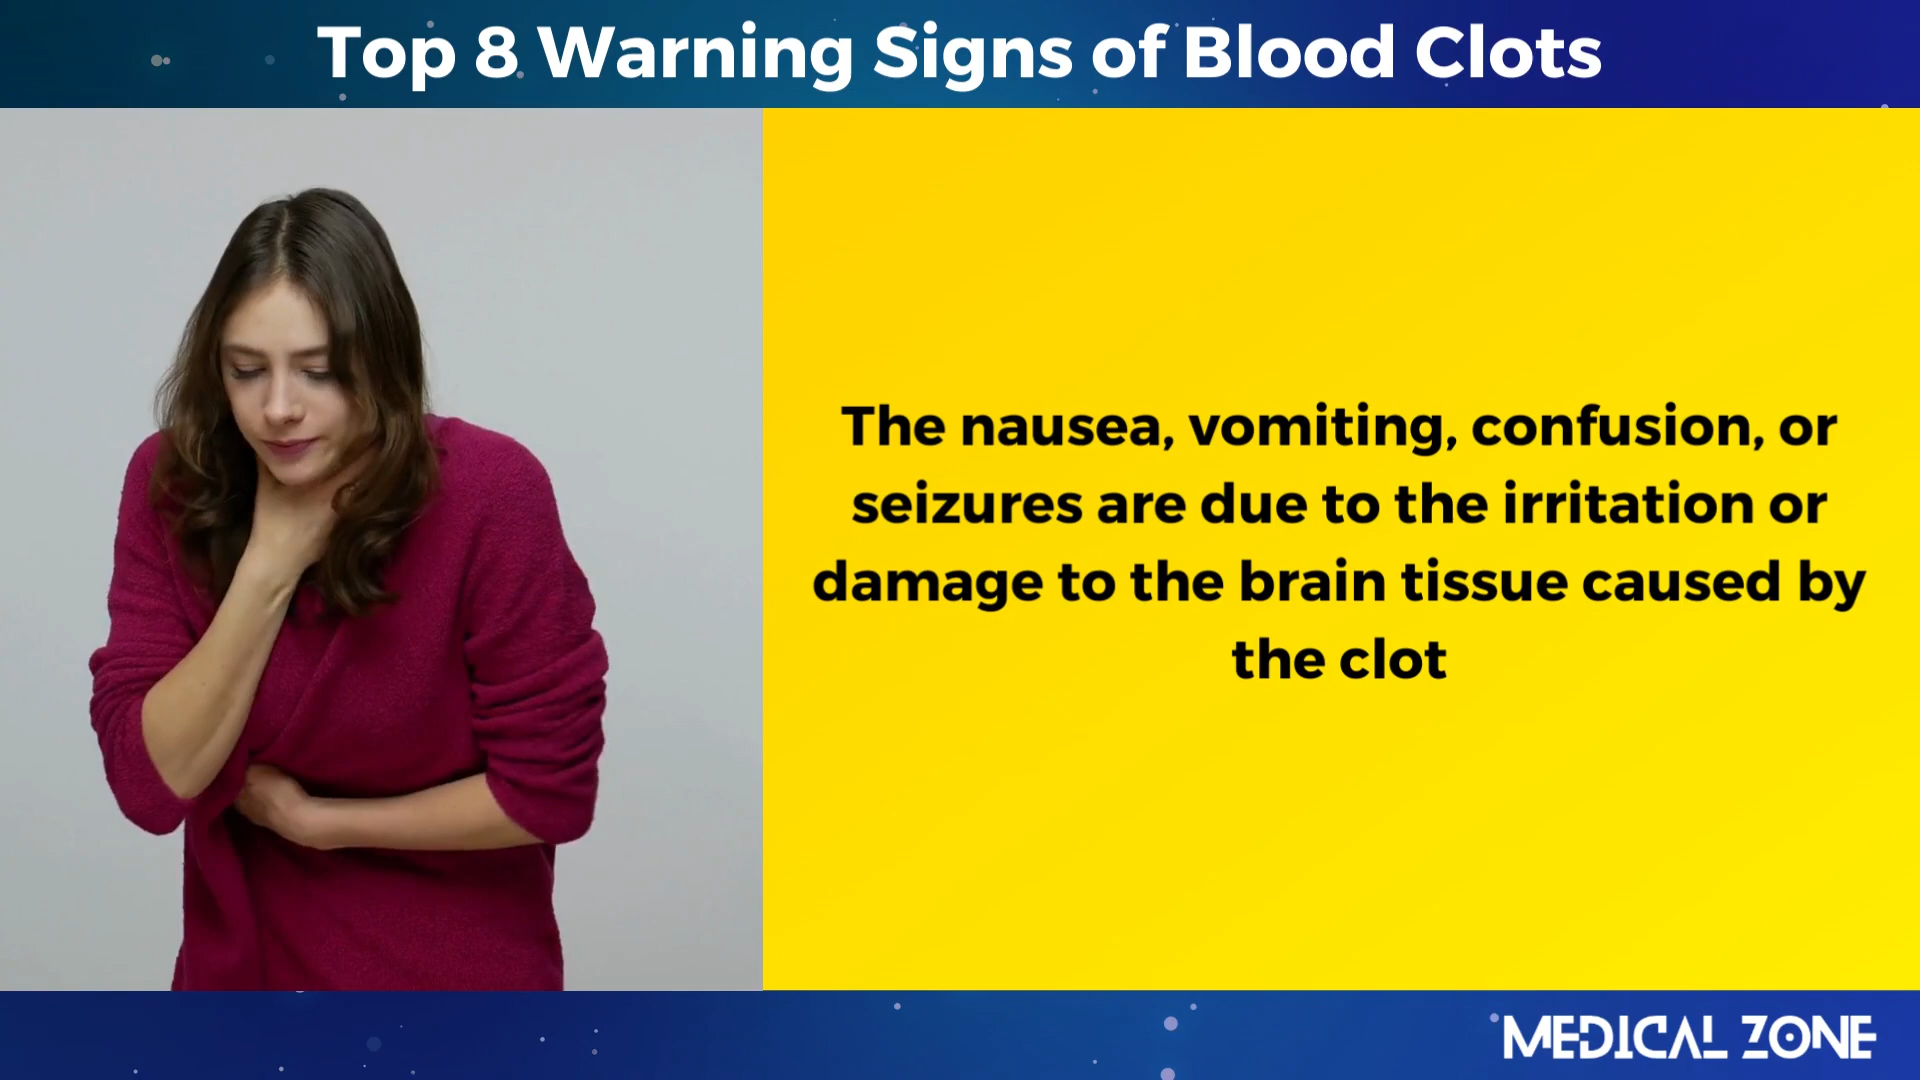 Top 8 Warning Signs of Blood Clots
The nausea, vomiting, confusion, or
seizures are due to the irritation or
damage to the brain tissue caused by
the clot
MEDICAL ZONE